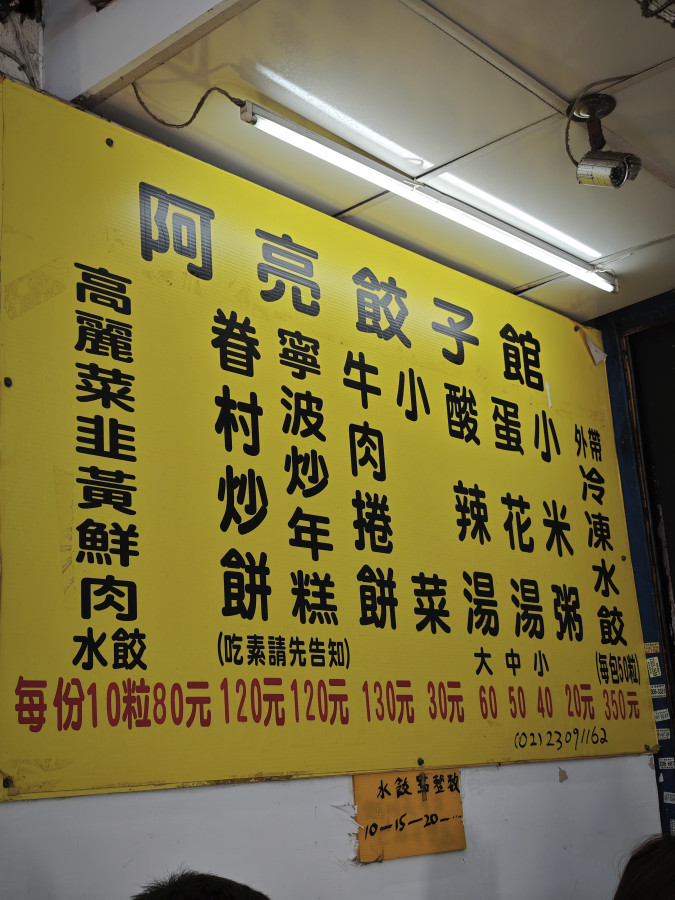 阿亮餃子館
高麗菜韭黃鮮肉
水餃
每份10粒80元
眷村炒餅
120元
寧波炒年糕
120元
(吃素請先告知)
牛肉捲餅
130元
小菜
30元
酸辣湯
蛋花湯
大中小
60 50 40
小米粥
20元
外帶
冷凍水餃
(每包50粒)
350元
(02)23091162
水餃點整數
10-15-20-...